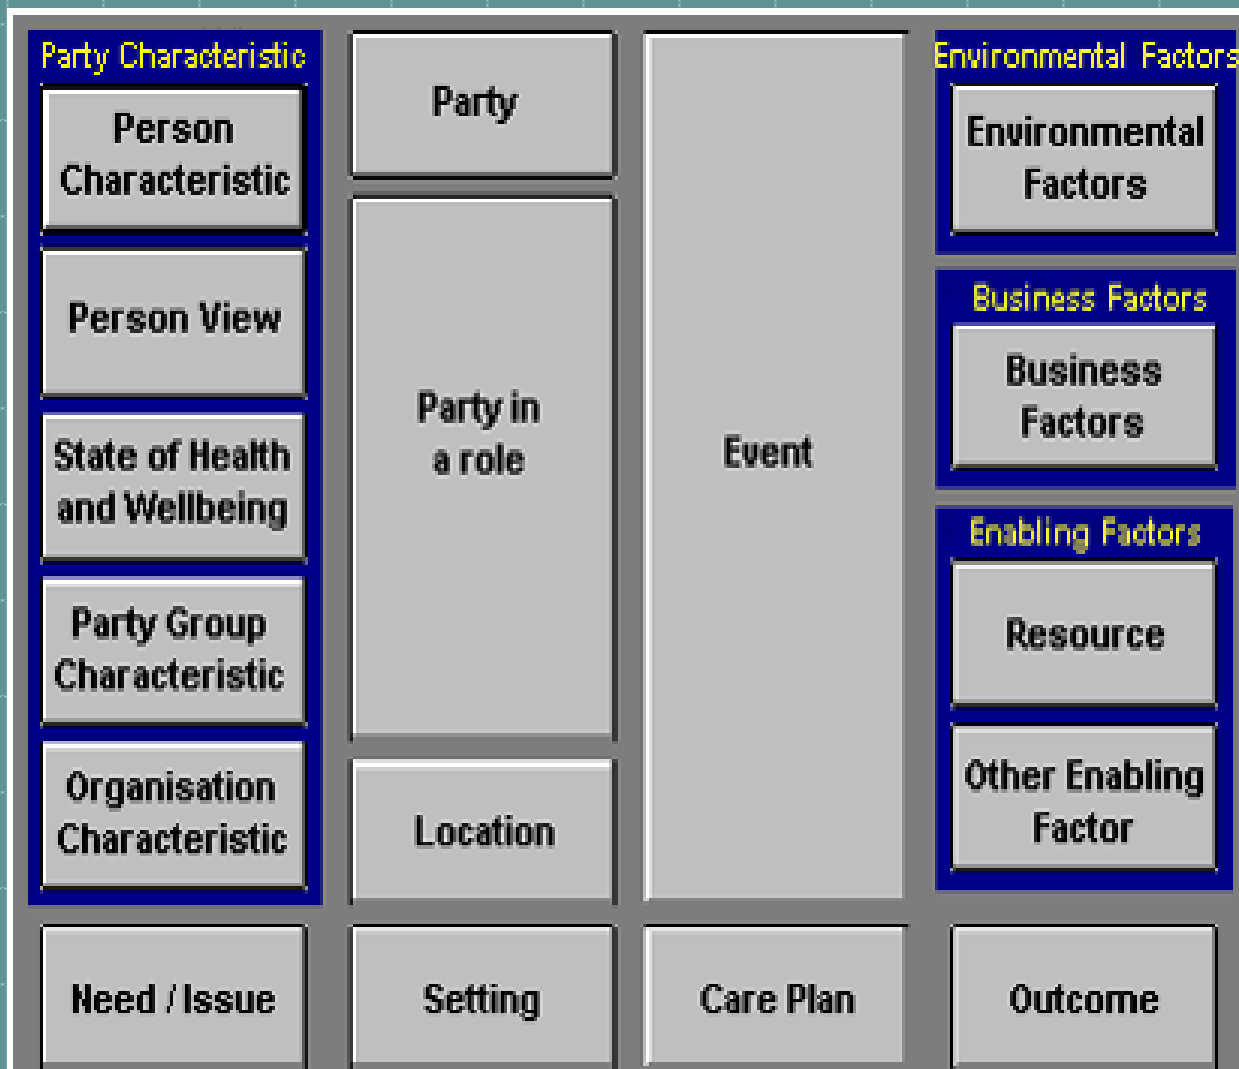 Party Characteristic
Person
Characteristic
Person View
State of Health
and Wellbeing
Party Group
Characteristic
Organisation
Characteristic
Need / Issue
Party
Party in
a role
Location
Setting
Event
Care Plan
Environmental Factors
Environmental
Factors
Business Factors
Business
Factors
Enabling Factors
Resource
Other Enabling
Factor
Outcome